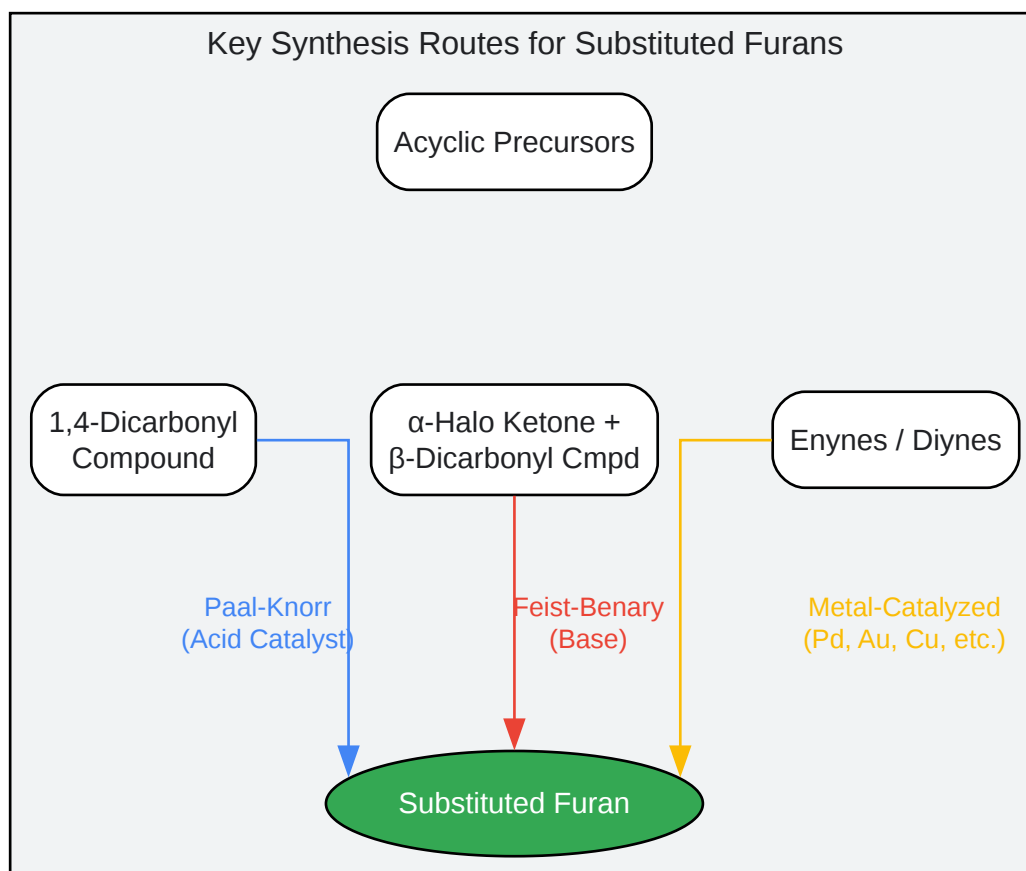 Key Synthesis Routes for Substituted Furans
Acyclic Precursors
1,4-Dicarbonyl
Compound
α-Halo Ketone +
β-Dicarbonyl Cmpd
Enynes / Diynes
Paal-Knorr
(Acid Catalyst)
Feist-Benary
(Base)
Metal-Catalyzed
(Pd, Au, Cu, etc.)
Substituted Furan